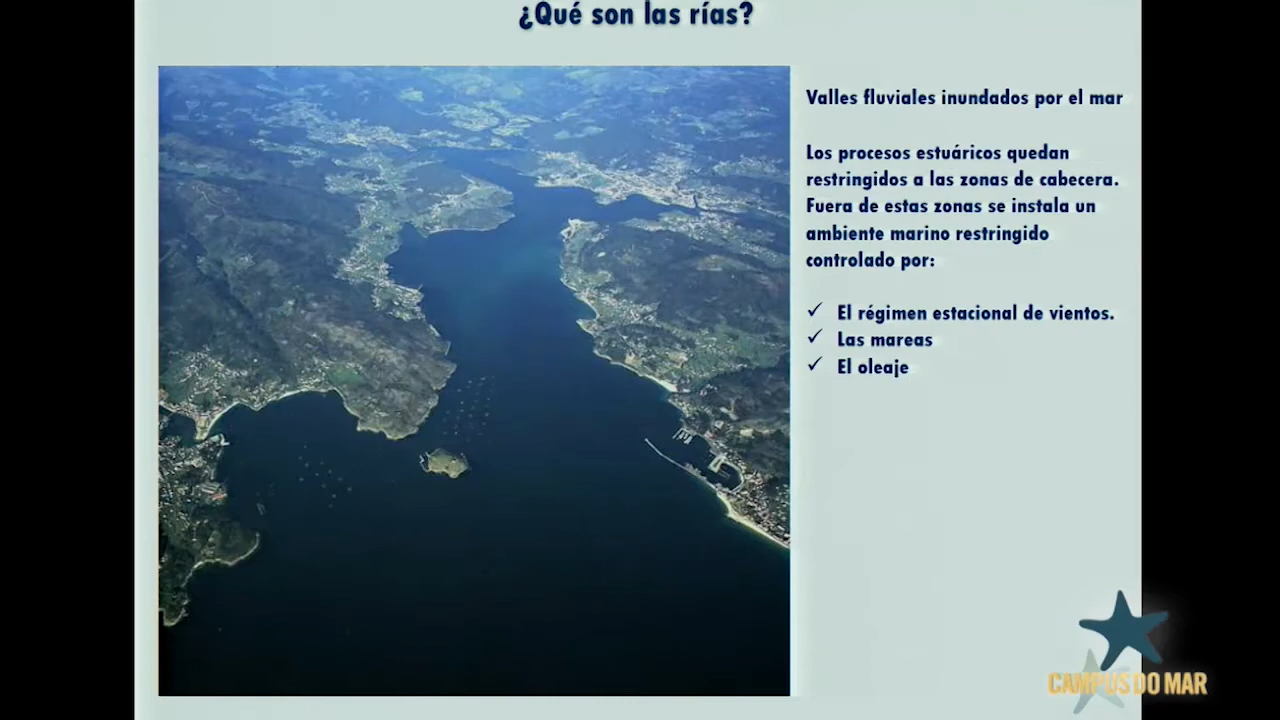 ¿Qué son las rías?
Valles fluviales inundados por el mar
Los procesos estuáricos quedan
restringidos a las zonas de cabecera.
Fuera de estas zonas se instala un
ambiente marino restringido
controlado por:
✓ El régimen estacional de vientos.
✓ Las mareas
✓ El oleaje
CAMPUS DO MAR